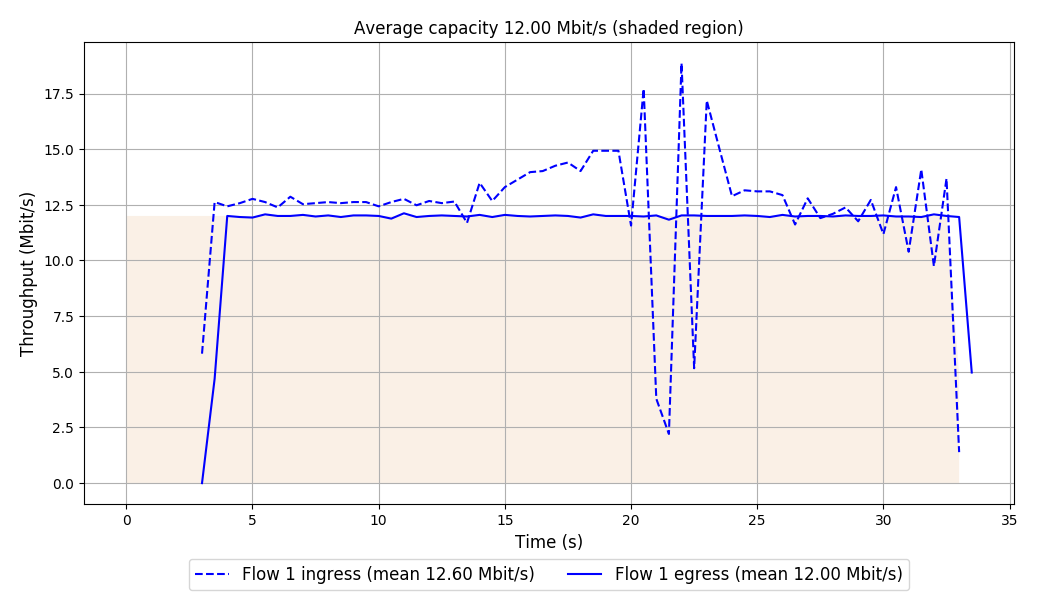 Average capacity 12.00 Mbit/s (shaded region)
Throughput (Mbit/s)
17.5
15.0
12.5
10.0
7.5
5.0
2.5
0.0
0 5 10 15 20 25 30 35
Time (s)
Flow 1 ingress (mean 12.60 Mbit/s) Flow 1 egress (mean 12.00 Mbit/s)